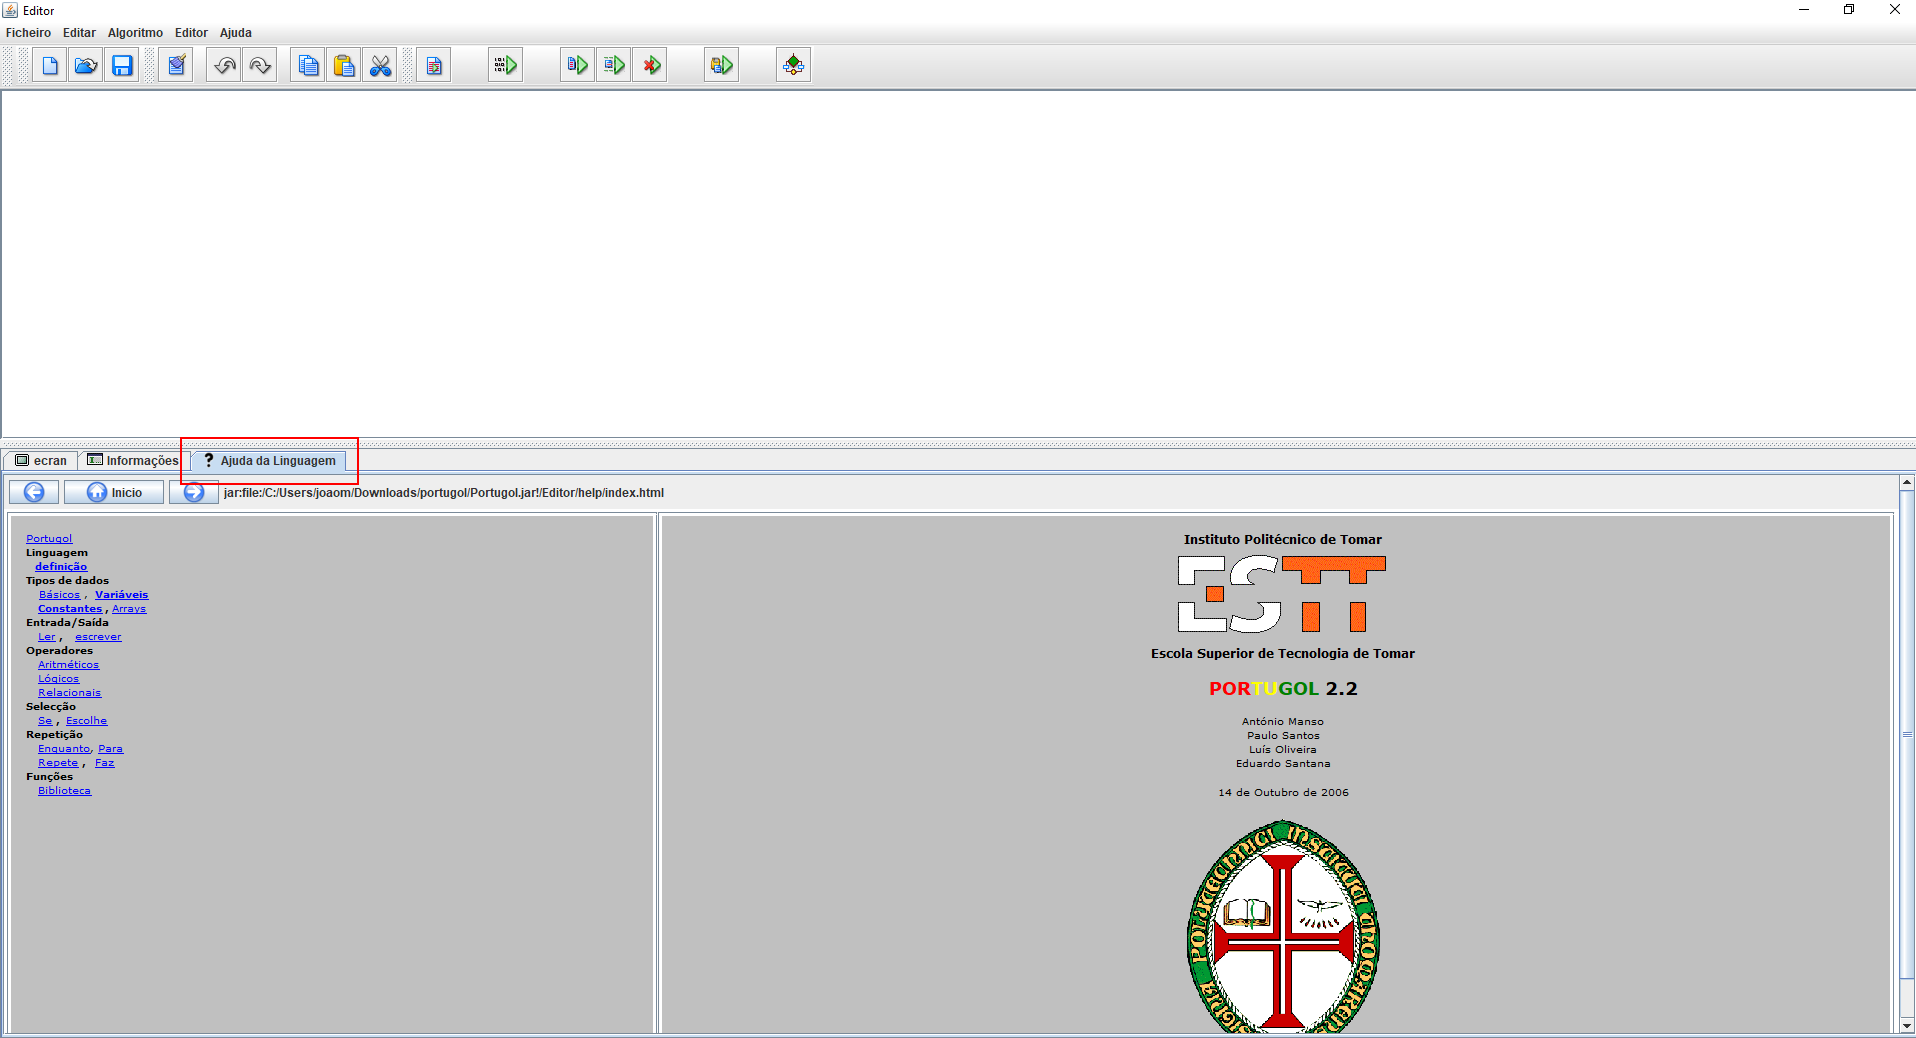 Editor
Ficheiro Editar Algoritmo Editor Ajuda
ecran Informações ? Ajuda da Linguagem
Inicio jar:file:/C:/Users/joaom/Downloads/portugol/Portugol.jar!/Editor/help/index.html
Portugol
Linguagem
definição
Tipos de dados
Básicos , Variáveis
Constantes , Arrays
Entrada/Saída
Ler , escrever
Operadores
Aritméticos
Lógicos
Relacionais
Selecção
Se , Escolhe
Repetição
Enquanto, Para
Repete , Faz
Funções
Biblioteca
Instituto Politécnico de Tomar
ESTT
Escola Superior de Tecnologia de Tomar
PORTUGOL 2.2
António Manso
Paulo Santos
Luís Oliveira
Eduardo Santana
14 de Outubro de 2006